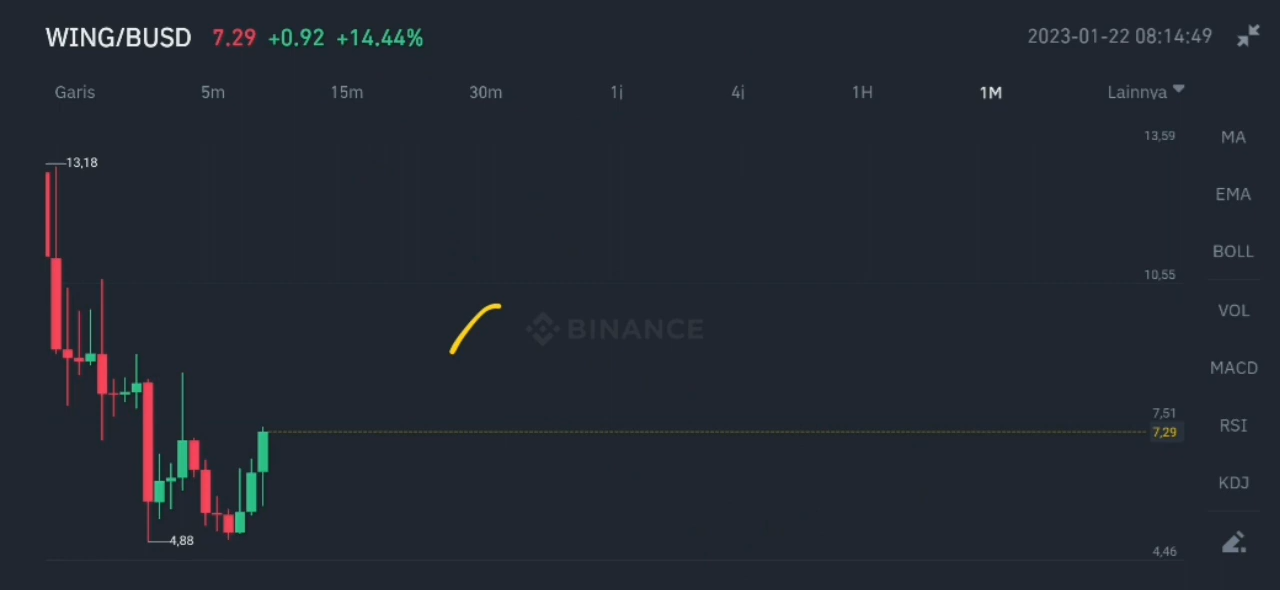 WING/BUSD 7.29 +0.92 +14.44% 2023-01-22 08:14:49
Garis 5m 15m 30m 1j 4j 1H 1M Lainnya
13,59
MA
13,18
EMA
BOLL
10,55
VOL
BINANCE
MACD
7,51
RSI
7,29
KDJ
4,88
4,46